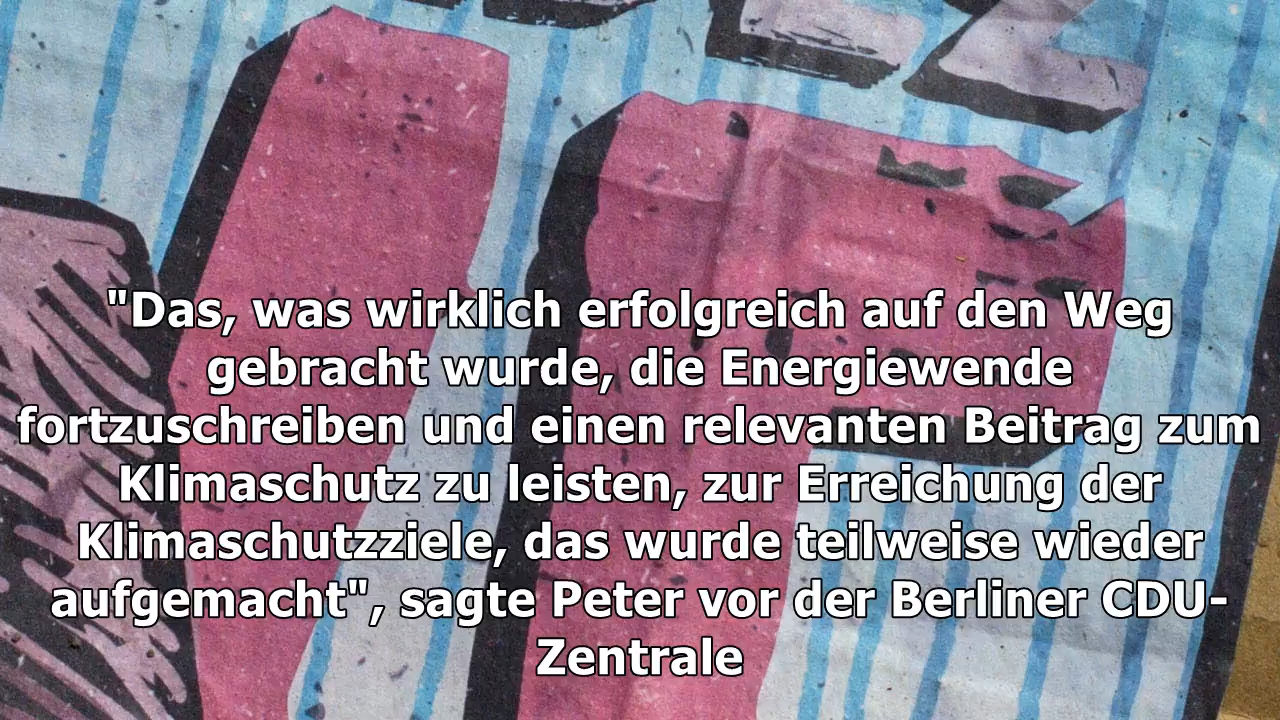 "Das, was wirklich erfolgreich auf den Weg
gebracht wurde, die Energiewende
fortzuschreiben und einen relevanten Beitrag zum
Klimaschutz zu leisten, zur Erreichung der
Klimaschutzziele, das wurde teilweise wieder
aufgemacht", sagte Peter vor der Berliner CDU-
Zentrale